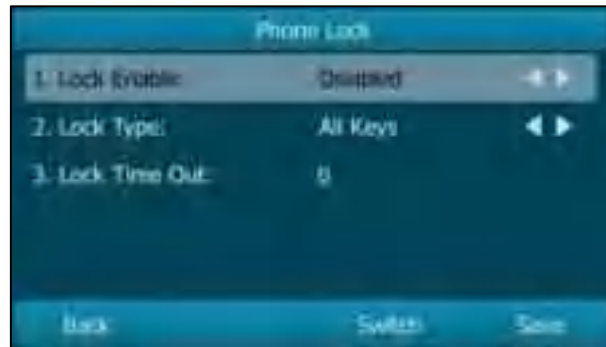 Phone Lock
1. Lock Enable: Disabled
2. Lock Type: All Keys
3. Lock Time Out: 0
Back Switch Save